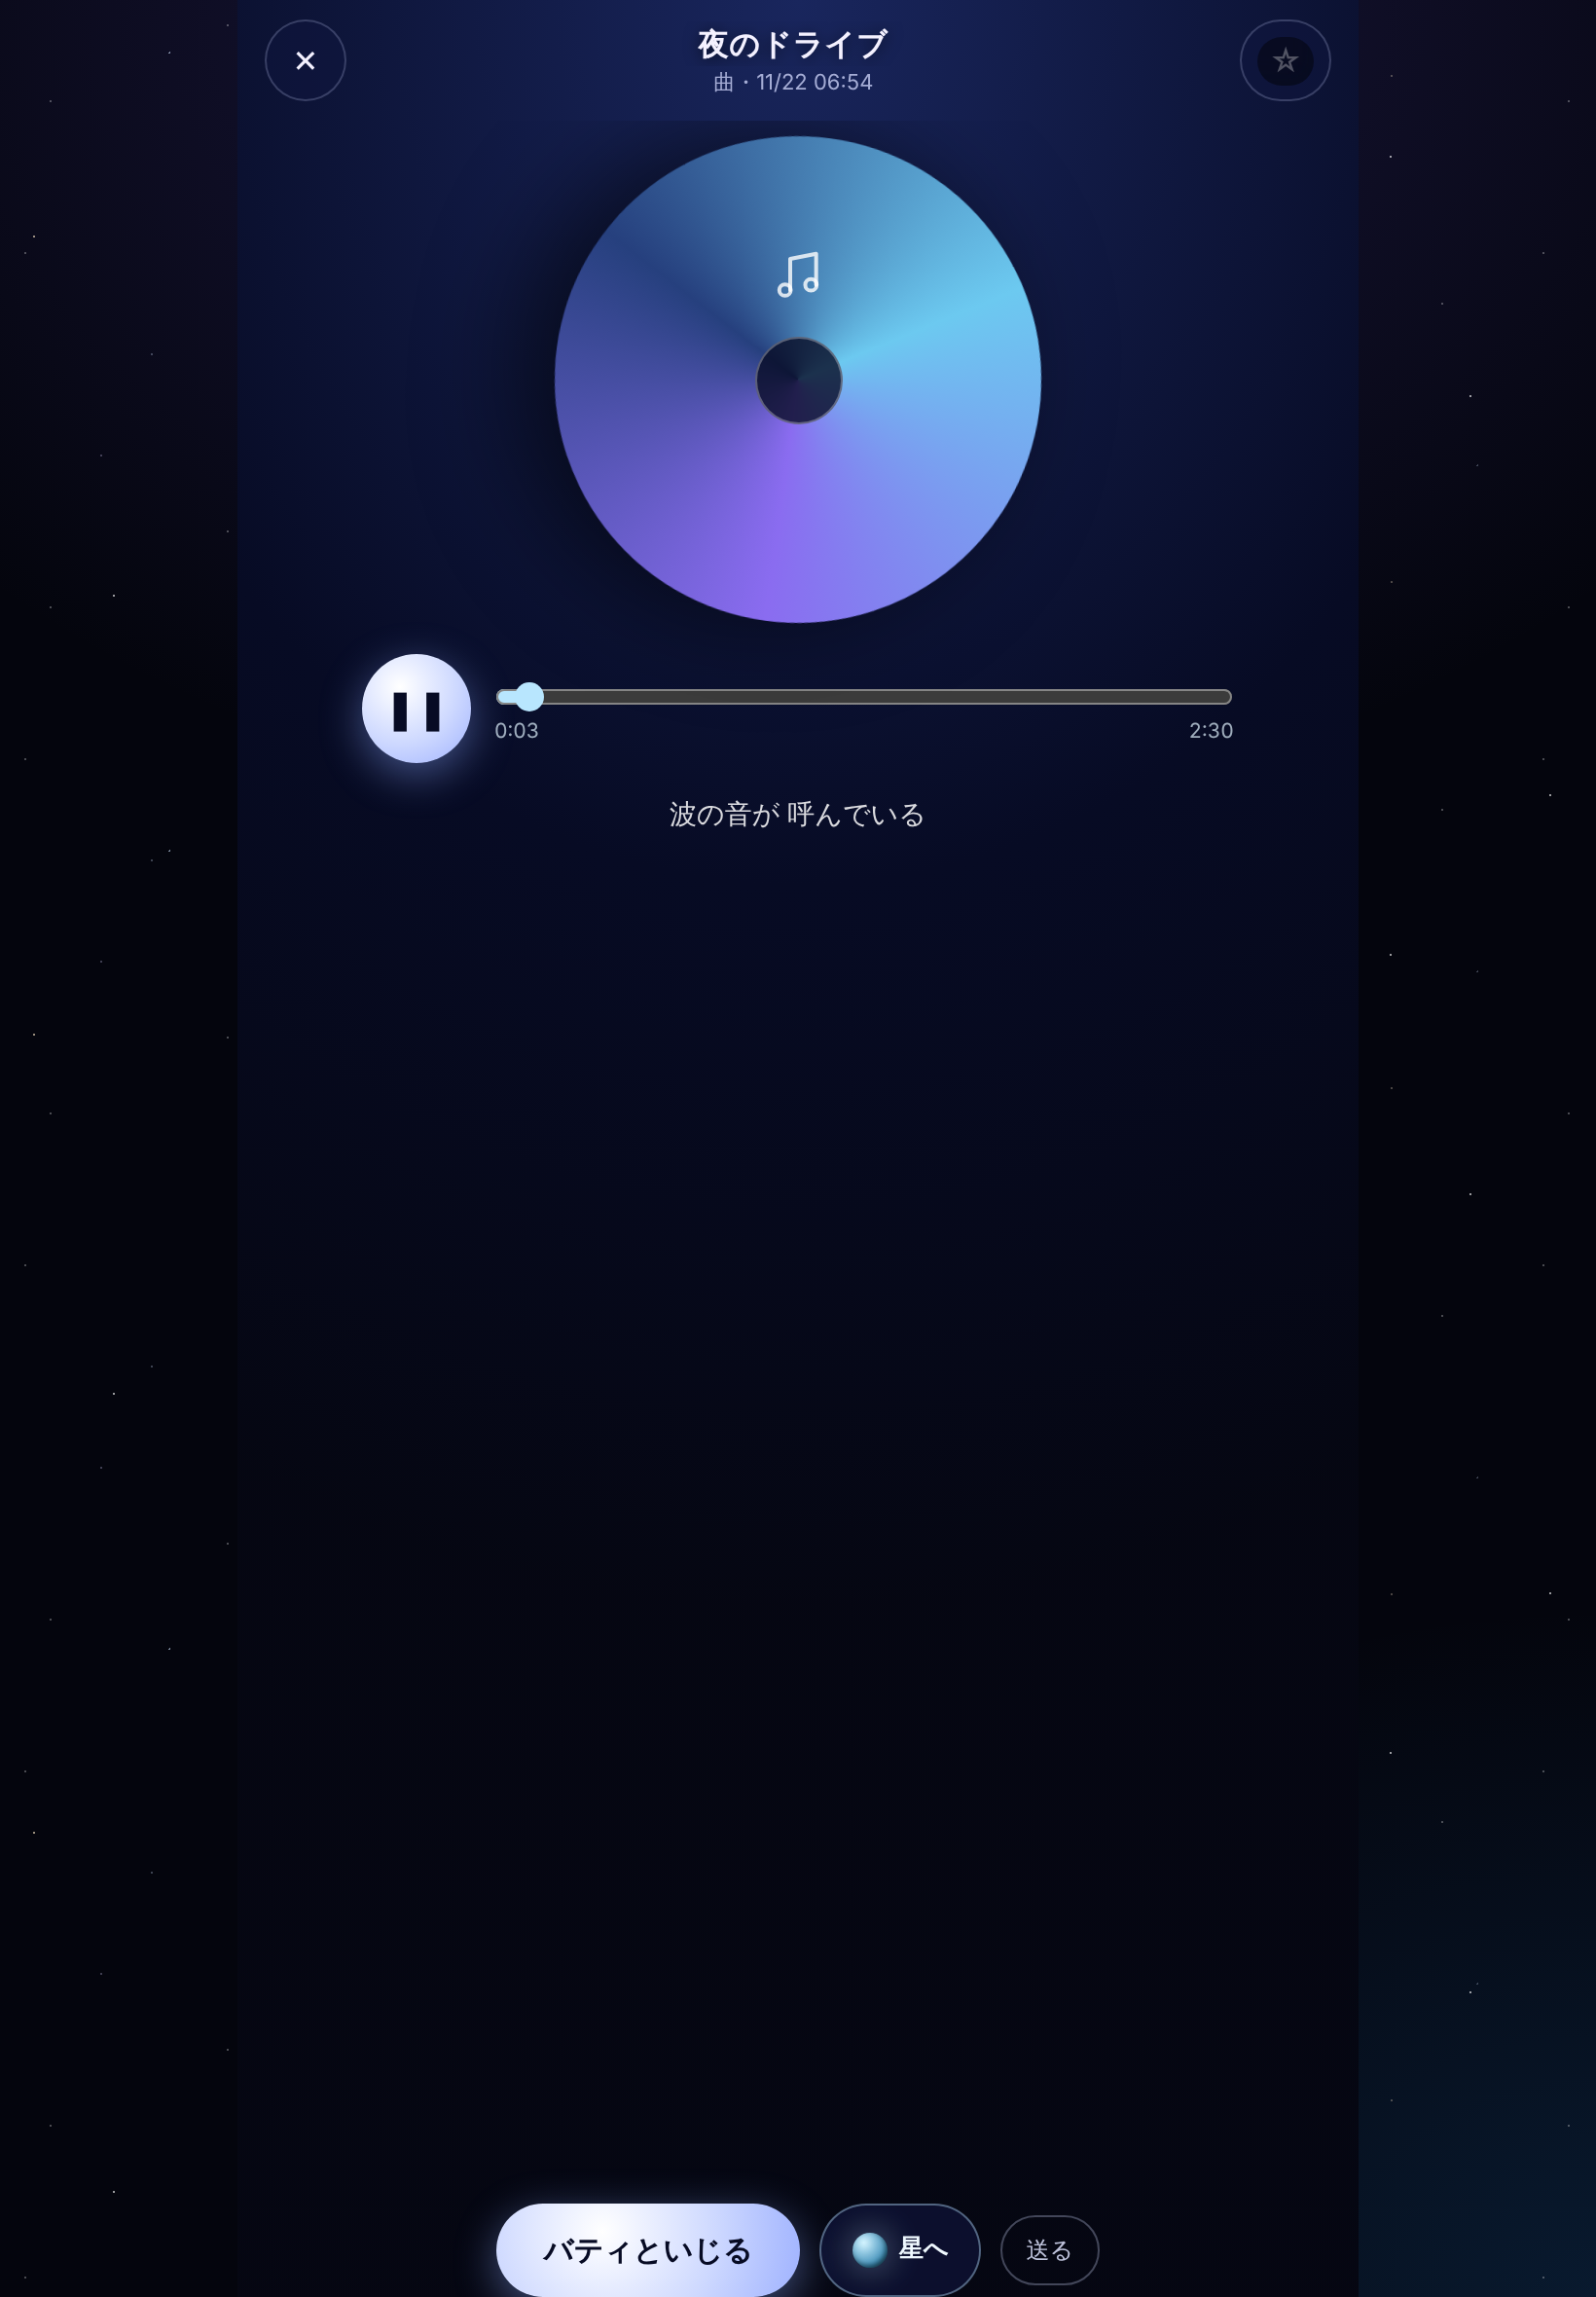 夜のドライブ
曲・11/22 06:54
0:03
2:30
波の音が 呼んでいる
バティといじる
星へ
送る